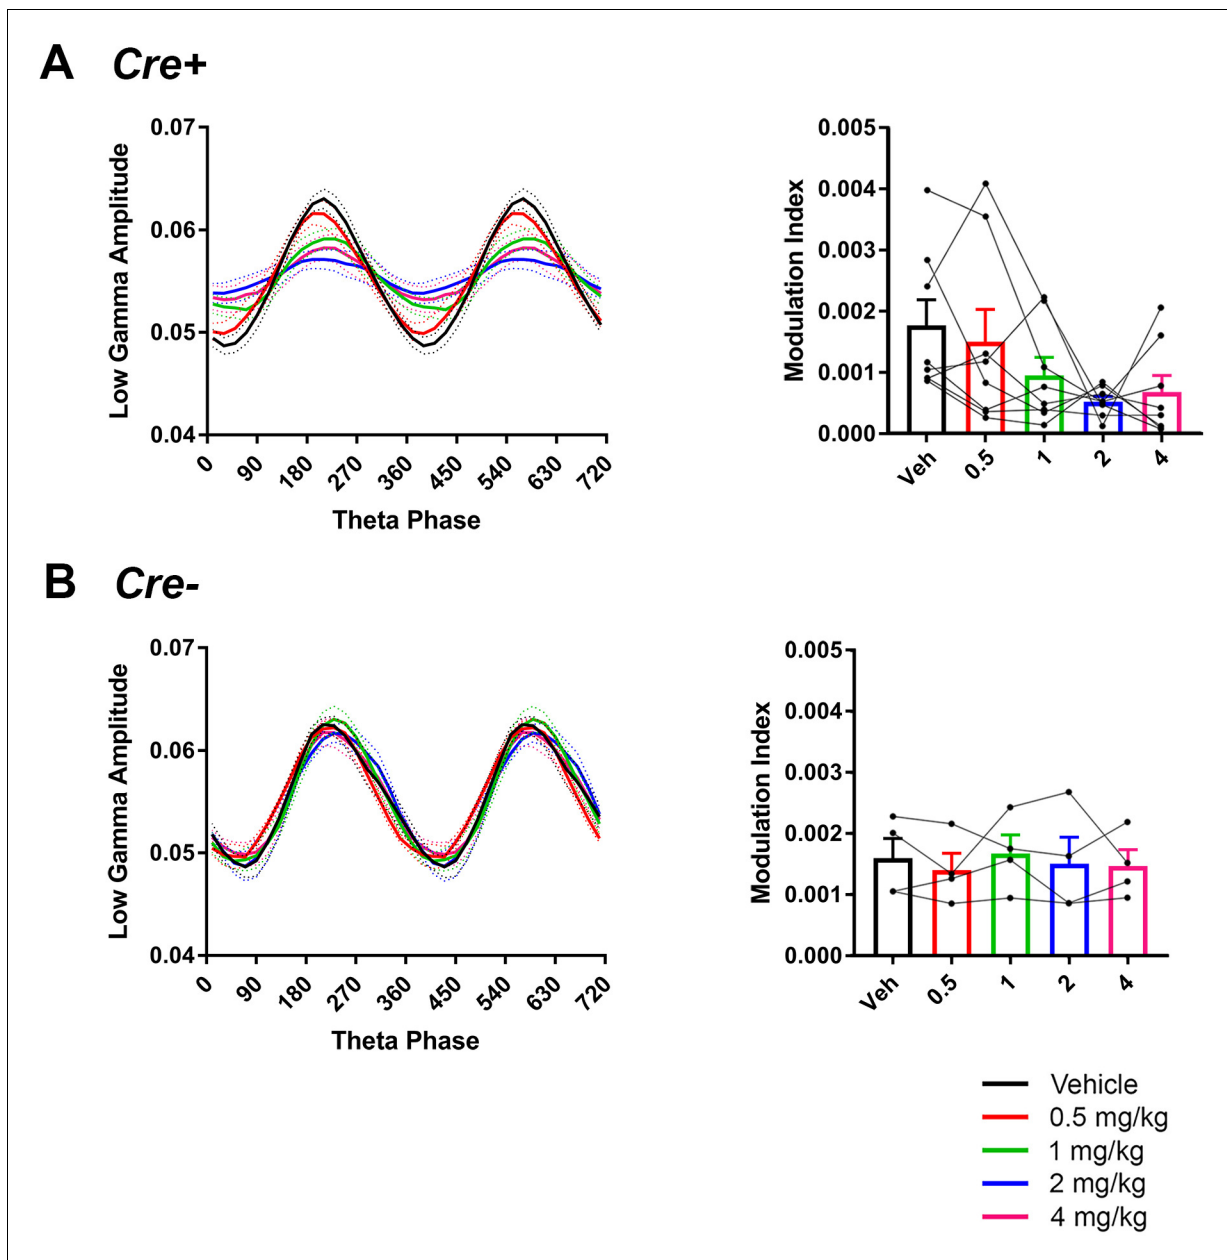 A Cre+
0.07
0.06
0.05
0.04
Low Gamma Amplitude
0 90 180 270 360 450 540 630 720
Theta Phase
0.005
0.004
0.003
0.002
0.001
0.000
Modulation Index
Veh 0.5 1 2 4
B Cre-
0.07
0.06
0.05
0.04
Low Gamma Amplitude
0 90 180 270 360 450 540 630 720
Theta Phase
0.005
0.004
0.003
0.002
0.001
0.000
Modulation Index
Veh 0.5 1 2 4
Vehicle
0.5 mg/kg
1 mg/kg
2 mg/kg
4 mg/kg